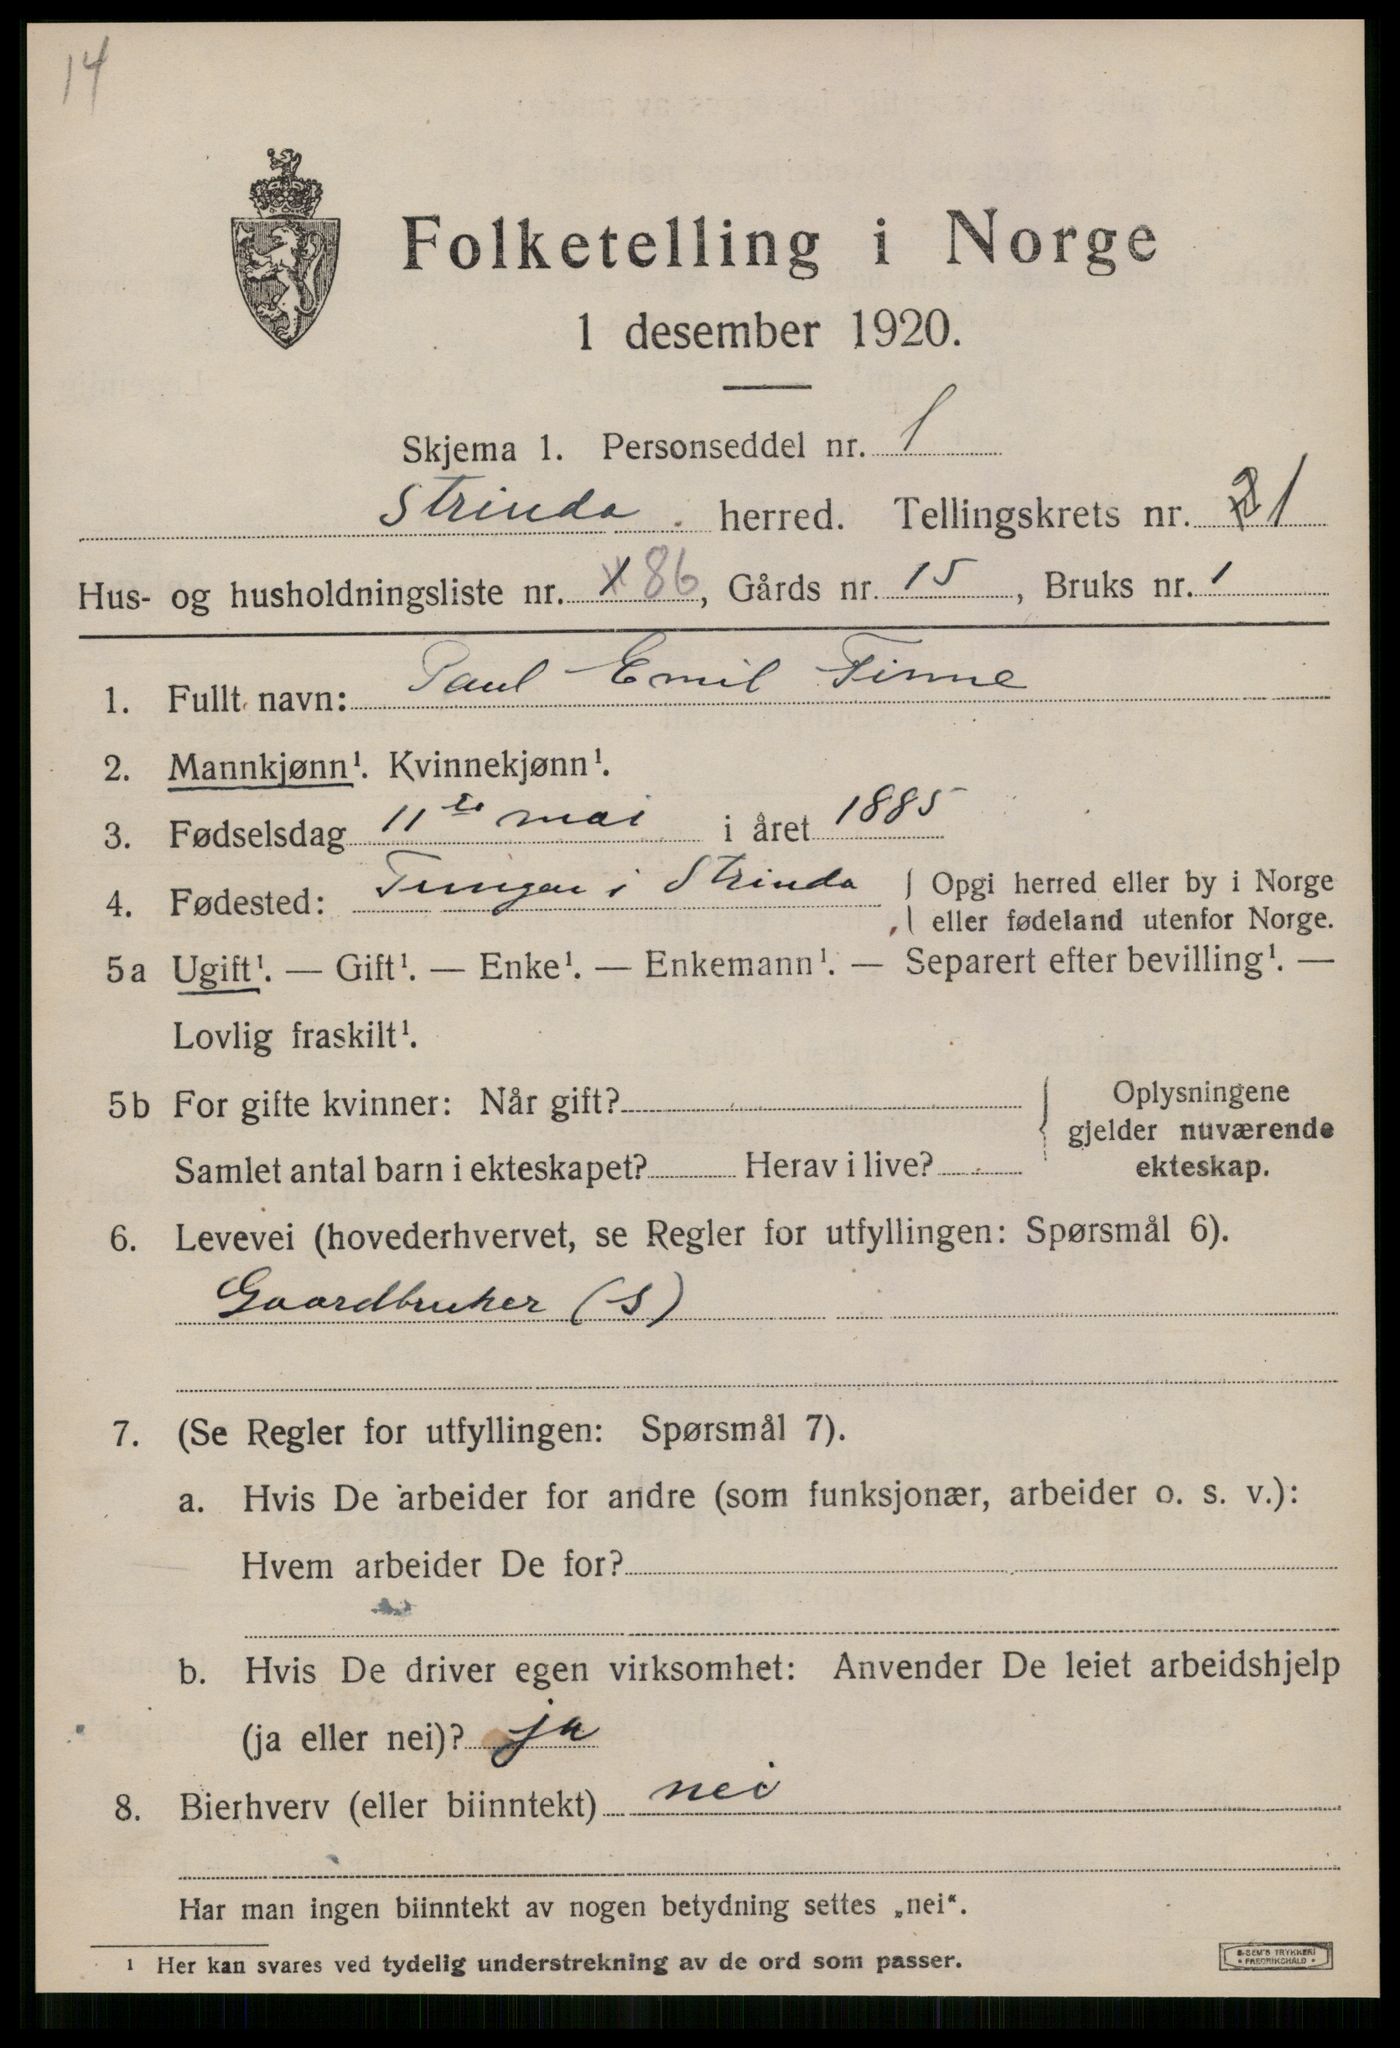 14
Folketelling i Norge
1 desember 1920.
Skjema 1. Personseddel nr. 1
Strinda herred. Tellingskrets nr. 1
Hus- og husholdningsliste nr. 86, Gårds nr. 15, Bruks nr. 1
1. Fullt navn: Paul Emil Finne
2. Mannkjønn¹. Kvinnekjønn¹.
3. Fødselsdag 11te mai i året 1885
4. Fødested: Tungen i Strinda Opgi herred eller by i Norge
eller fødeland utenfor Norge.
5a Ugift¹. — Gift¹. — Enke¹. — Enkemann¹. — Separert efter bevilling¹. —
Lovlig fraskilt¹.
5b For gifte kvinner: Når gift? Oplysningene
gjelder nuværende
Samlet antal barn i ekteskapet? Herav i live? ekteskap.
6. Levevei (hovederhvervet, se Regler for utfyllingen: Spørsmål 6).
Gaardbruker (s)
7. (Se Regler for utfyllingen: Spørsmål 7).
a. Hvis De arbeider for andre (som funksjonær, arbeider o. s. v.):
Hvem arbeider De for?
b. Hvis De driver egen virksomhet: Anvender De leiet arbeidshjelp
(ja eller nei)? ja
8. Bierhverv (eller biinntekt) nei
Har man ingen biinntekt av nogen betydning settes „nei“.
¹ Her kan svares ved tydelig understrekning av de ord som passer.
TRYKKERI
FREDRIKSHALD